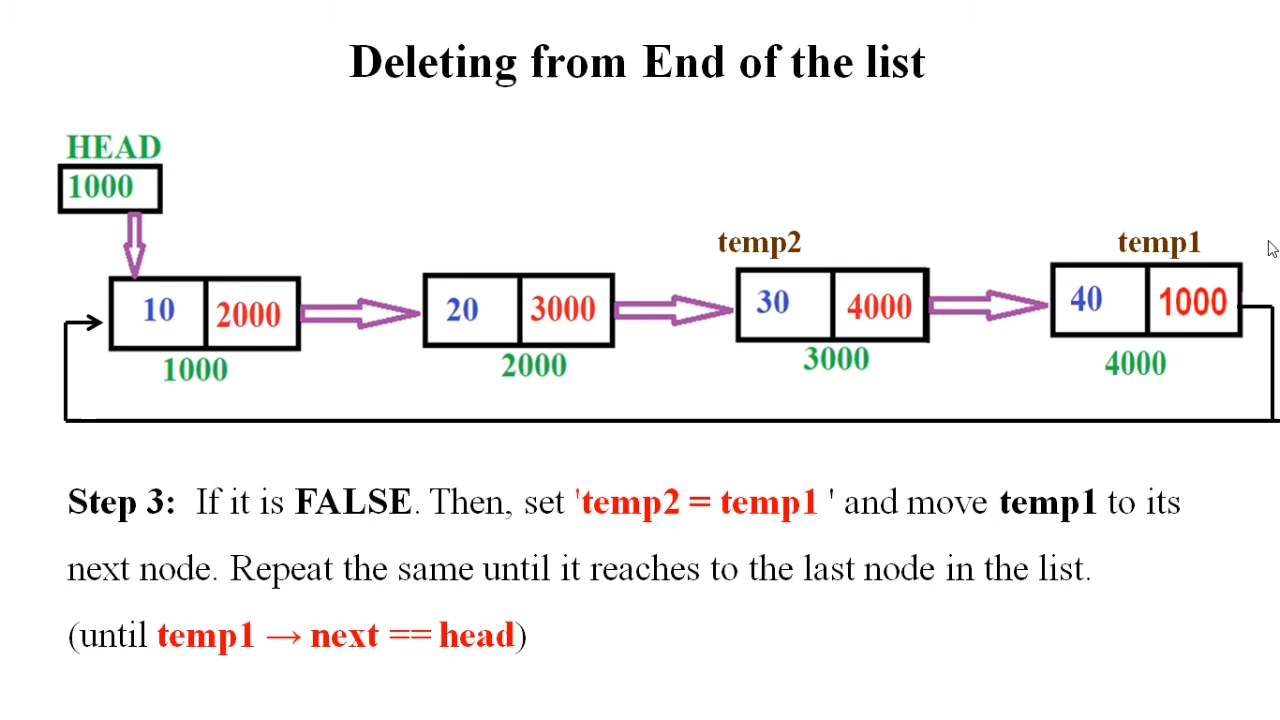 Deleting from End of the list
HEAD
1000
temp2
temp1
10 2000
20 3000
30 4000
40 1000
1000
2000
3000
4000
Step 3: If it is FALSE. Then, set 'temp2 = temp1 ' and move temp1 to its
next node. Repeat the same until it reaches to the last node in the list.
(until temp1 → next == head)